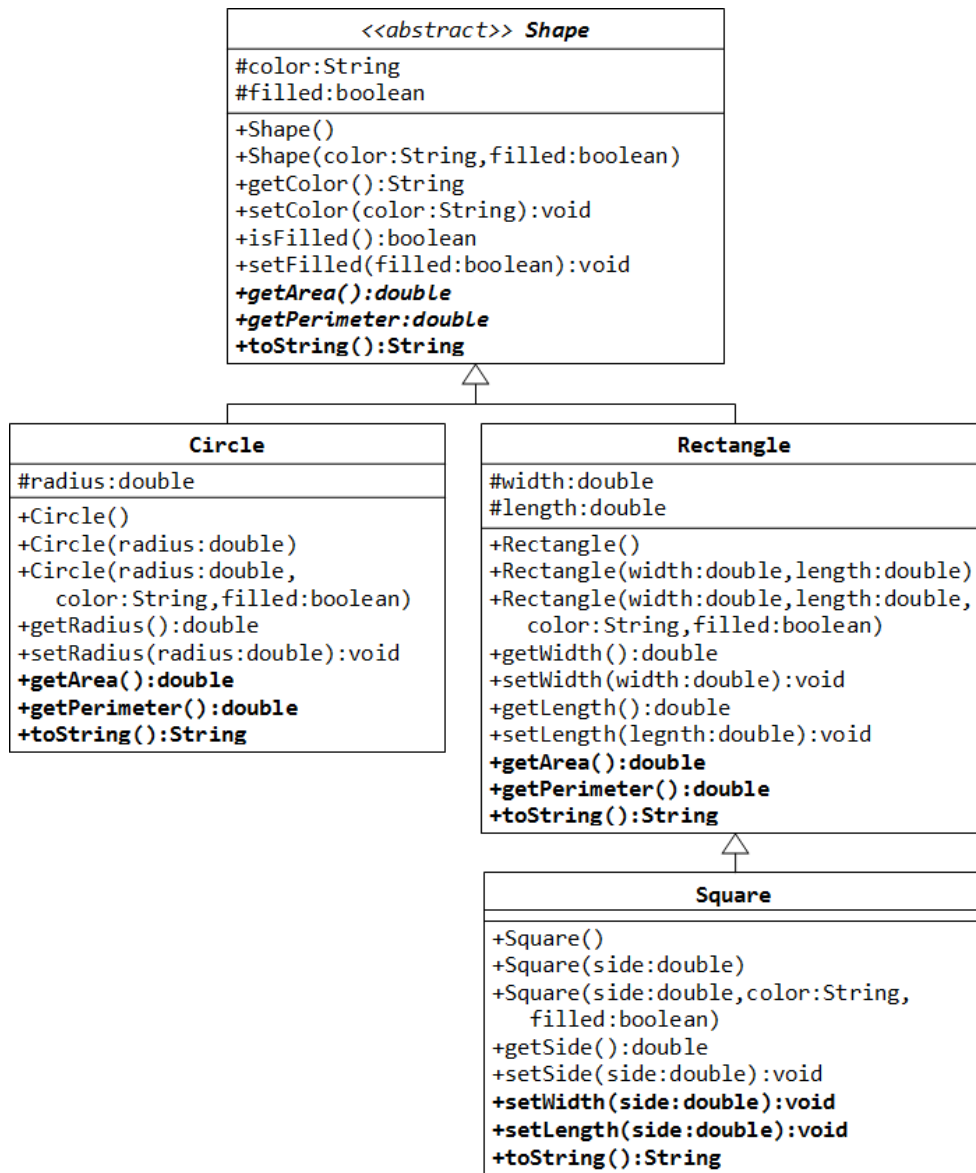 <<abstract>> Shape
#color:String
#filled:boolean
+Shape()
+Shape(color:String,filled:boolean)
+getColor():String
+setColor(color:String):void
+isFilled():boolean
+setFilled(filled:boolean):void
+getArea():double
+getPerimeter:double
+toString():String
Circle
#radius:double
+Circle()
+Circle(radius:double)
+Circle(radius:double,
color:String,filled:boolean)
+getRadius():double
+setRadius(radius:double):void
+getArea():double
+getPerimeter():double
+toString():String
Rectangle
#width:double
#length:double
+Rectangle()
+Rectangle(width:double,length:double)
+Rectangle(width:double,length:double,
color:String,filled:boolean)
+getWidth():double
+setWidth(width:double):void
+getLength():double
+setLength(legnth:double):void
+getArea():double
+getPerimeter():double
+toString():String
Square
+Square()
+Square(side:double)
+Square(side:double,color:String,
filled:boolean)
+getSide():double
+setSide(side:double):void
+setWidth(side:double):void
+setLength(side:double):void
+toString():String